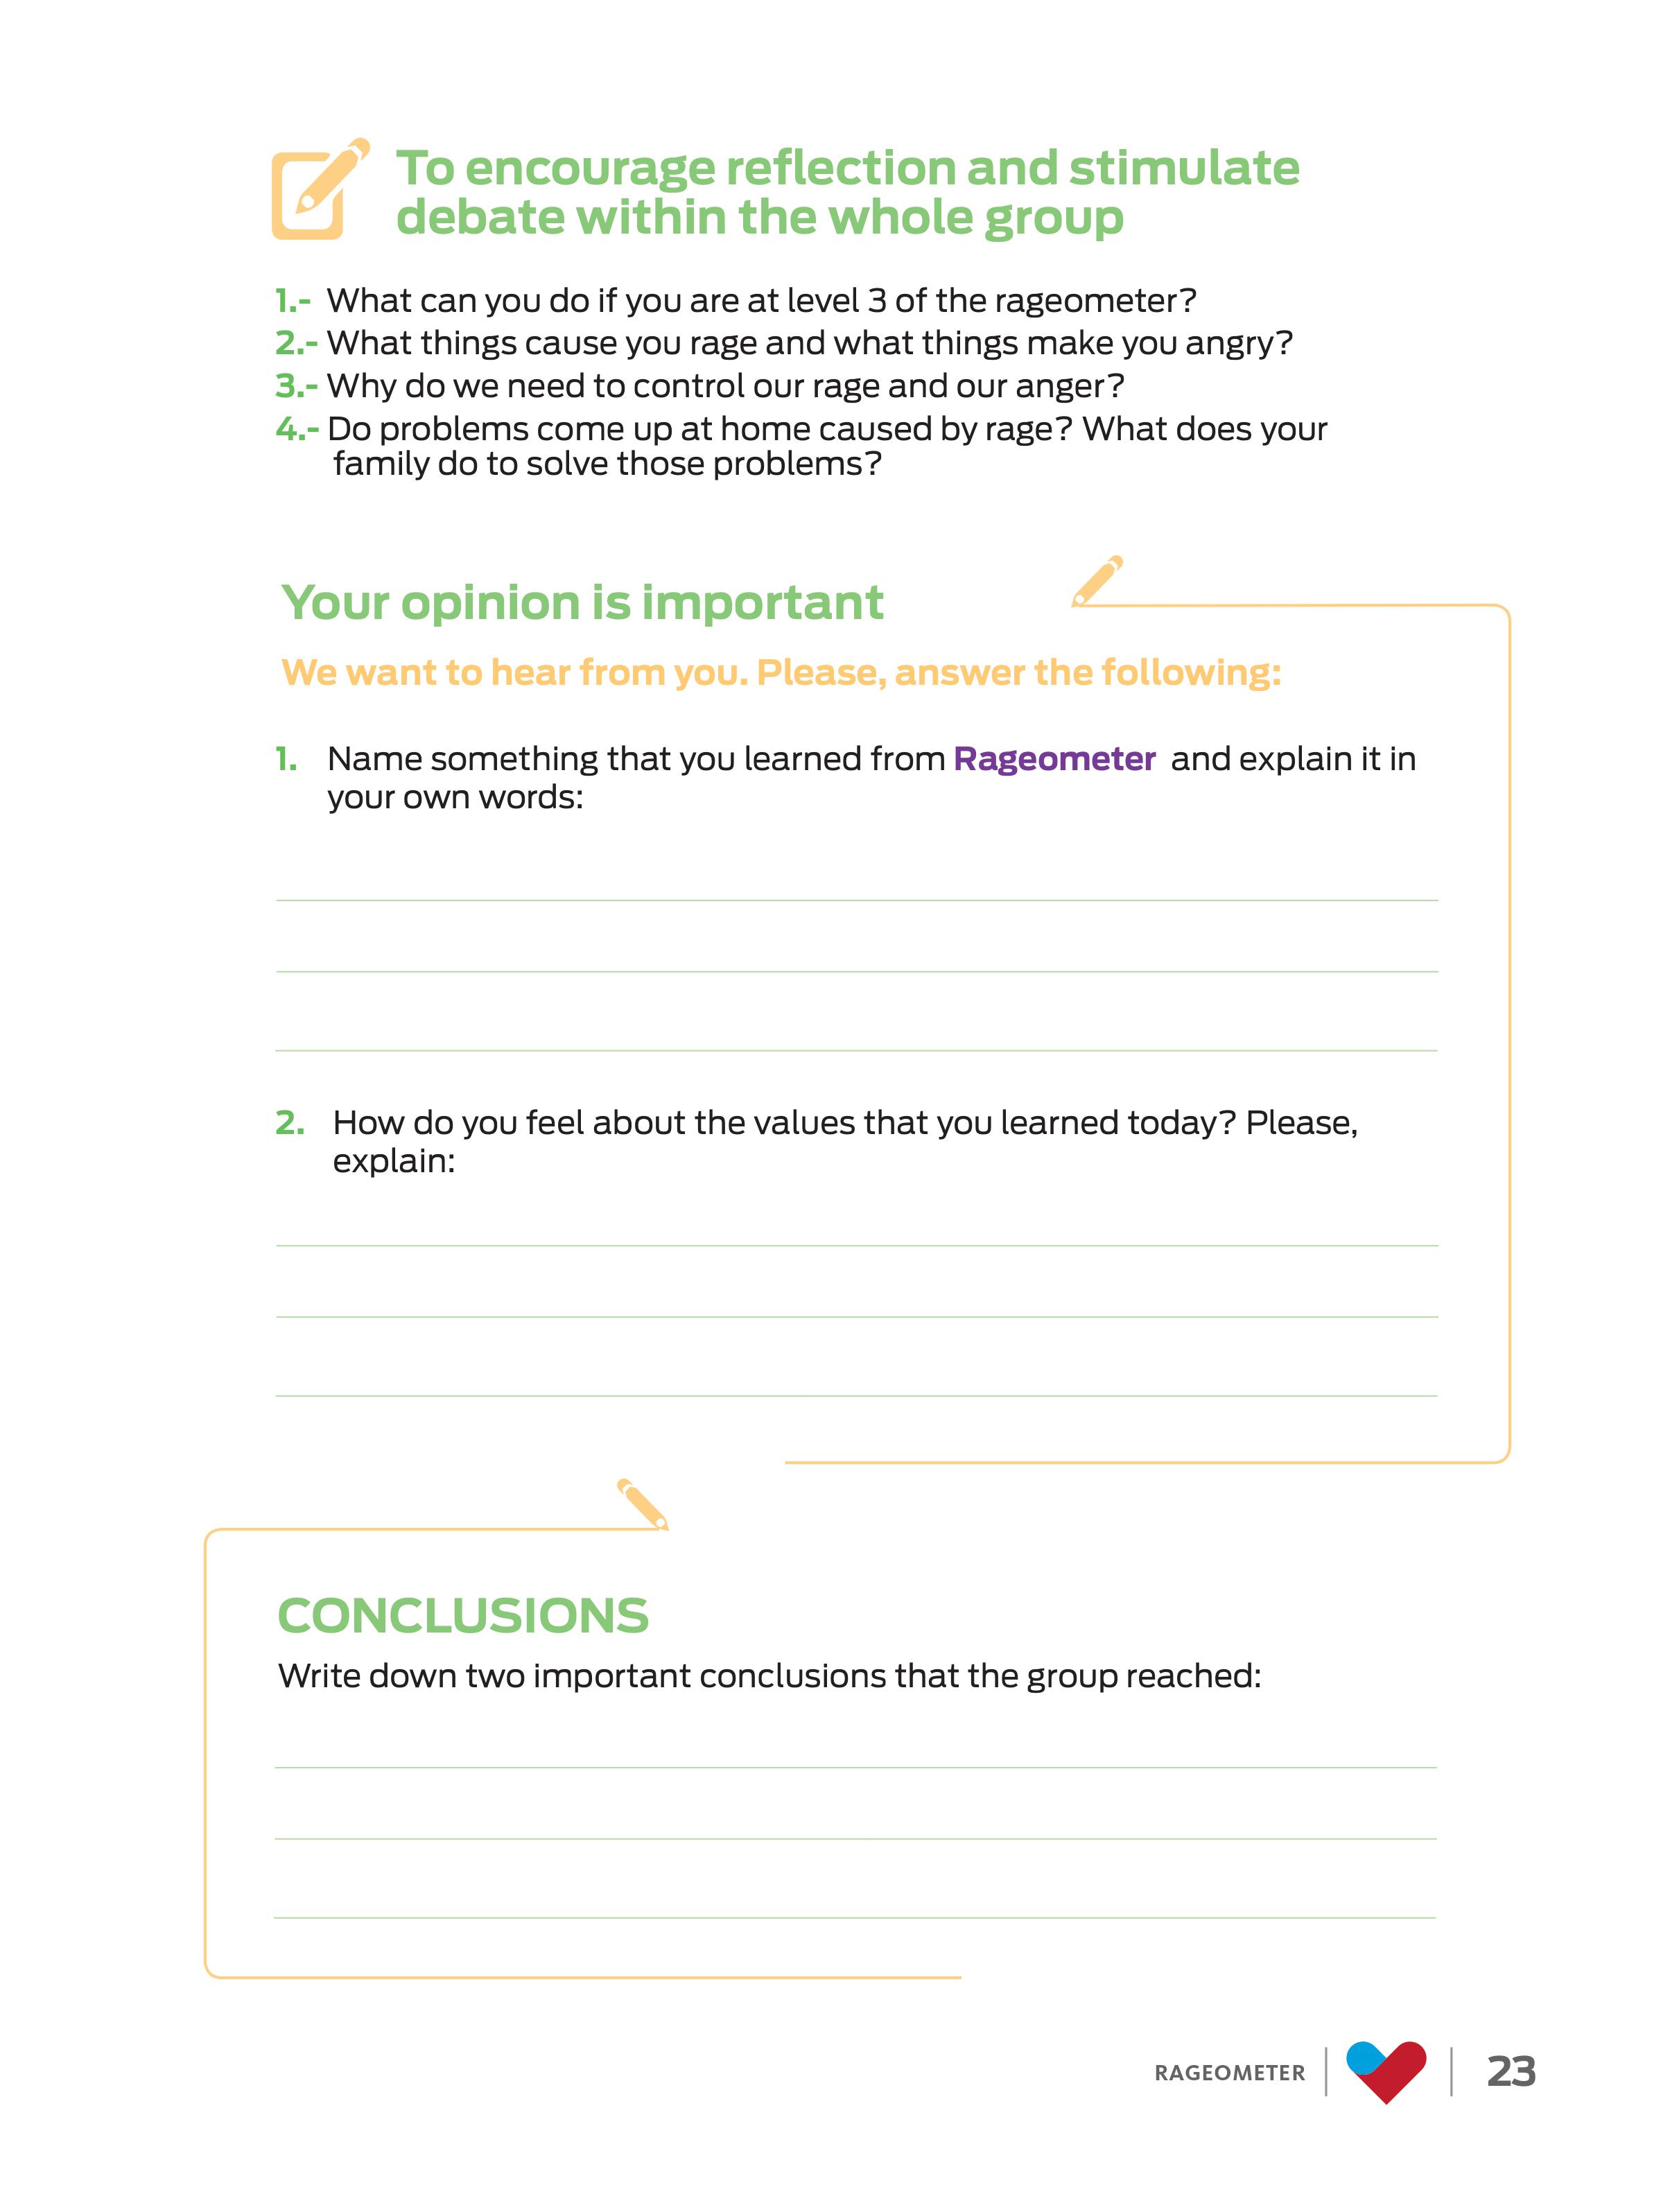 To encourage reflection and stimulate
debate within the whole group
1.- What can you do if you are at level 3 of the rageometer?
2.- What things cause you rage and what things make you angry?
3.- Why do we need to control our rage and our anger?
4.- Do problems come up at home caused by rage? What does your
family do to solve those problems?
Your opinion is important
We want to hear from you. Please, answer the following:
1. Name something that you learned from Rageometer and explain it in
your own words:
2. How do you feel about the values that you learned today? Please,
explain:
CONCLUSIONS
Write down two important conclusions that the group reached:
RAGEOMETER 23